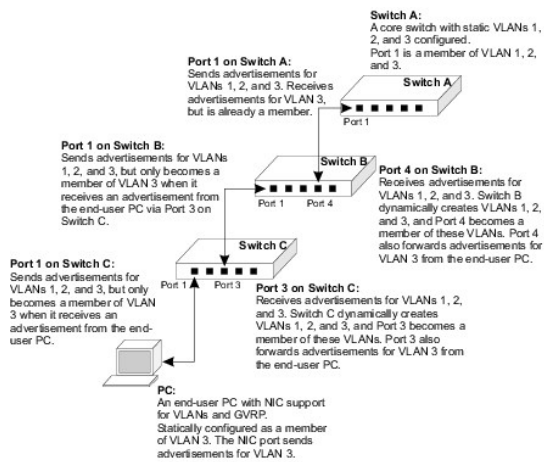 Switch A:
A core switch with static VLANs 1,
2, and 3 configured.
Port 1 is a member of VLAN 1, 2,
and 3.
Port 1 on Switch A:
Sends advertisements for
VLANs 1, 2, and 3. Receives
advertisements for VLAN 3,
but is already a member.
Switch A
Port 1
Port 1 on Switch B:
Sends advertisements for VLANs
1, 2, and 3, but only becomes a
member of VLAN 3 when it
receives an advertisement from
the end-user PC via Port 3 on
Switch C.
Switch B
Port 1
Port 4
Port 4 on Switch B:
Receives advertisements for
VLANs 1, 2, and 3. Switch B
dynamically creates VLANs 1, 2,
and 3, and Port 4 becomes a
member of these VLANs. Port 4
also forwards advertisements for
VLAN 3 from the end-user PC.
Switch C
Port 1
Port 3
Port 1 on Switch C:
Sends advertisements for
VLANs 1, 2, and 3, but only
becomes a member of VLAN
3 when it receives an
advertisement from the end-
user PC.
Port 3 on Switch C:
Receives advertisements for VLANs 1, 2,
and 3. Switch C dynamically creates
VLANs 1, 2, and 3, and Port 3 becomes a
member of these VLANs. Port 3 also
forwards advertisements for VLAN 3 from
the end-user PC.
PC:
An end-user PC with NIC support
for VLANs and GVRP.
Statically configured as a member
of VLAN 3. The NIC port sends
advertisements for VLAN 3.